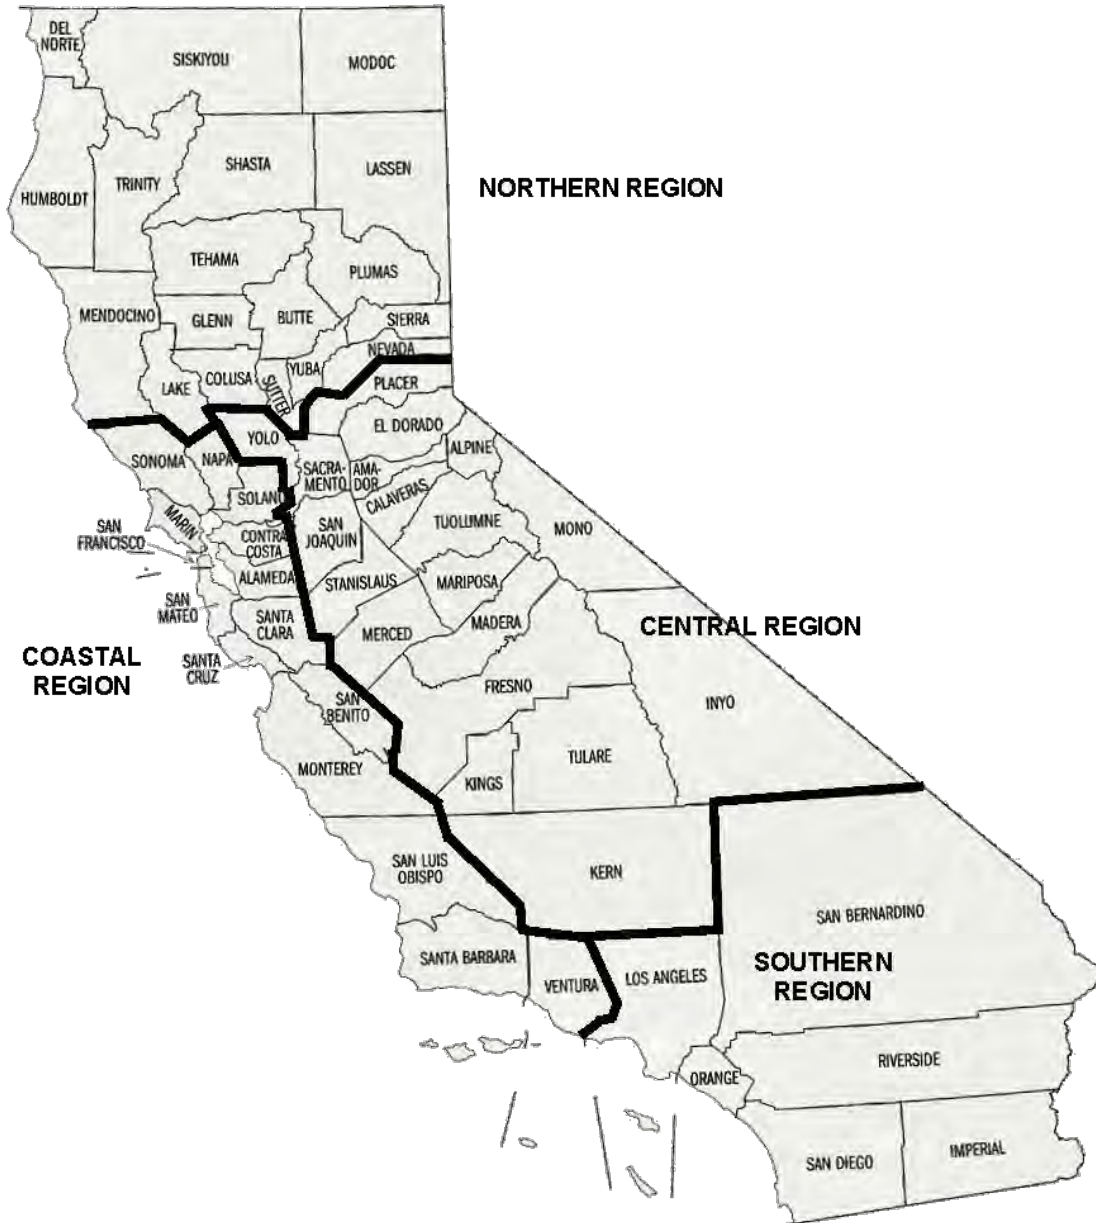 DEL
NORTE
SISKIYOU
MODOC
HUMBOLDT
TRINITY
SHASTA
LASSEN
NORTHERN REGION
TEHAMA
PLUMAS
MENDOCINO
GLENN
BUTTE
SIERRA
NEVADA
LAKE
COLUSA
SUTTER
YUBA
PLACER
YOLO
EL DORADO
ALPINE
SONOMA
NAPA
SACRA-
MENTO
AMA-
DOR
SOLANO
CALAVERAS
MARIN
SAN
FRANCISCO
CONTRA
COSTA
SAN
JOAQUIN
TUOLUMNE
MONO
ALAMEDA
STANISLAUS
MARIPOSA
SAN
MATEO
SANTA
CLARA
MERCED
MADERA
CENTRAL REGION
COASTAL
REGION
SANTA
CRUZ
SAN
BENITO
FRESNO
INYO
MONTEREY
KINGS
TULARE
SAN LUIS
OBISPO
KERN
SAN BERNARDINO
SANTA BARBARA
VENTURA
LOS ANGELES
SOUTHERN
REGION
ORANGE
RIVERSIDE
SAN DIEGO
IMPERIAL